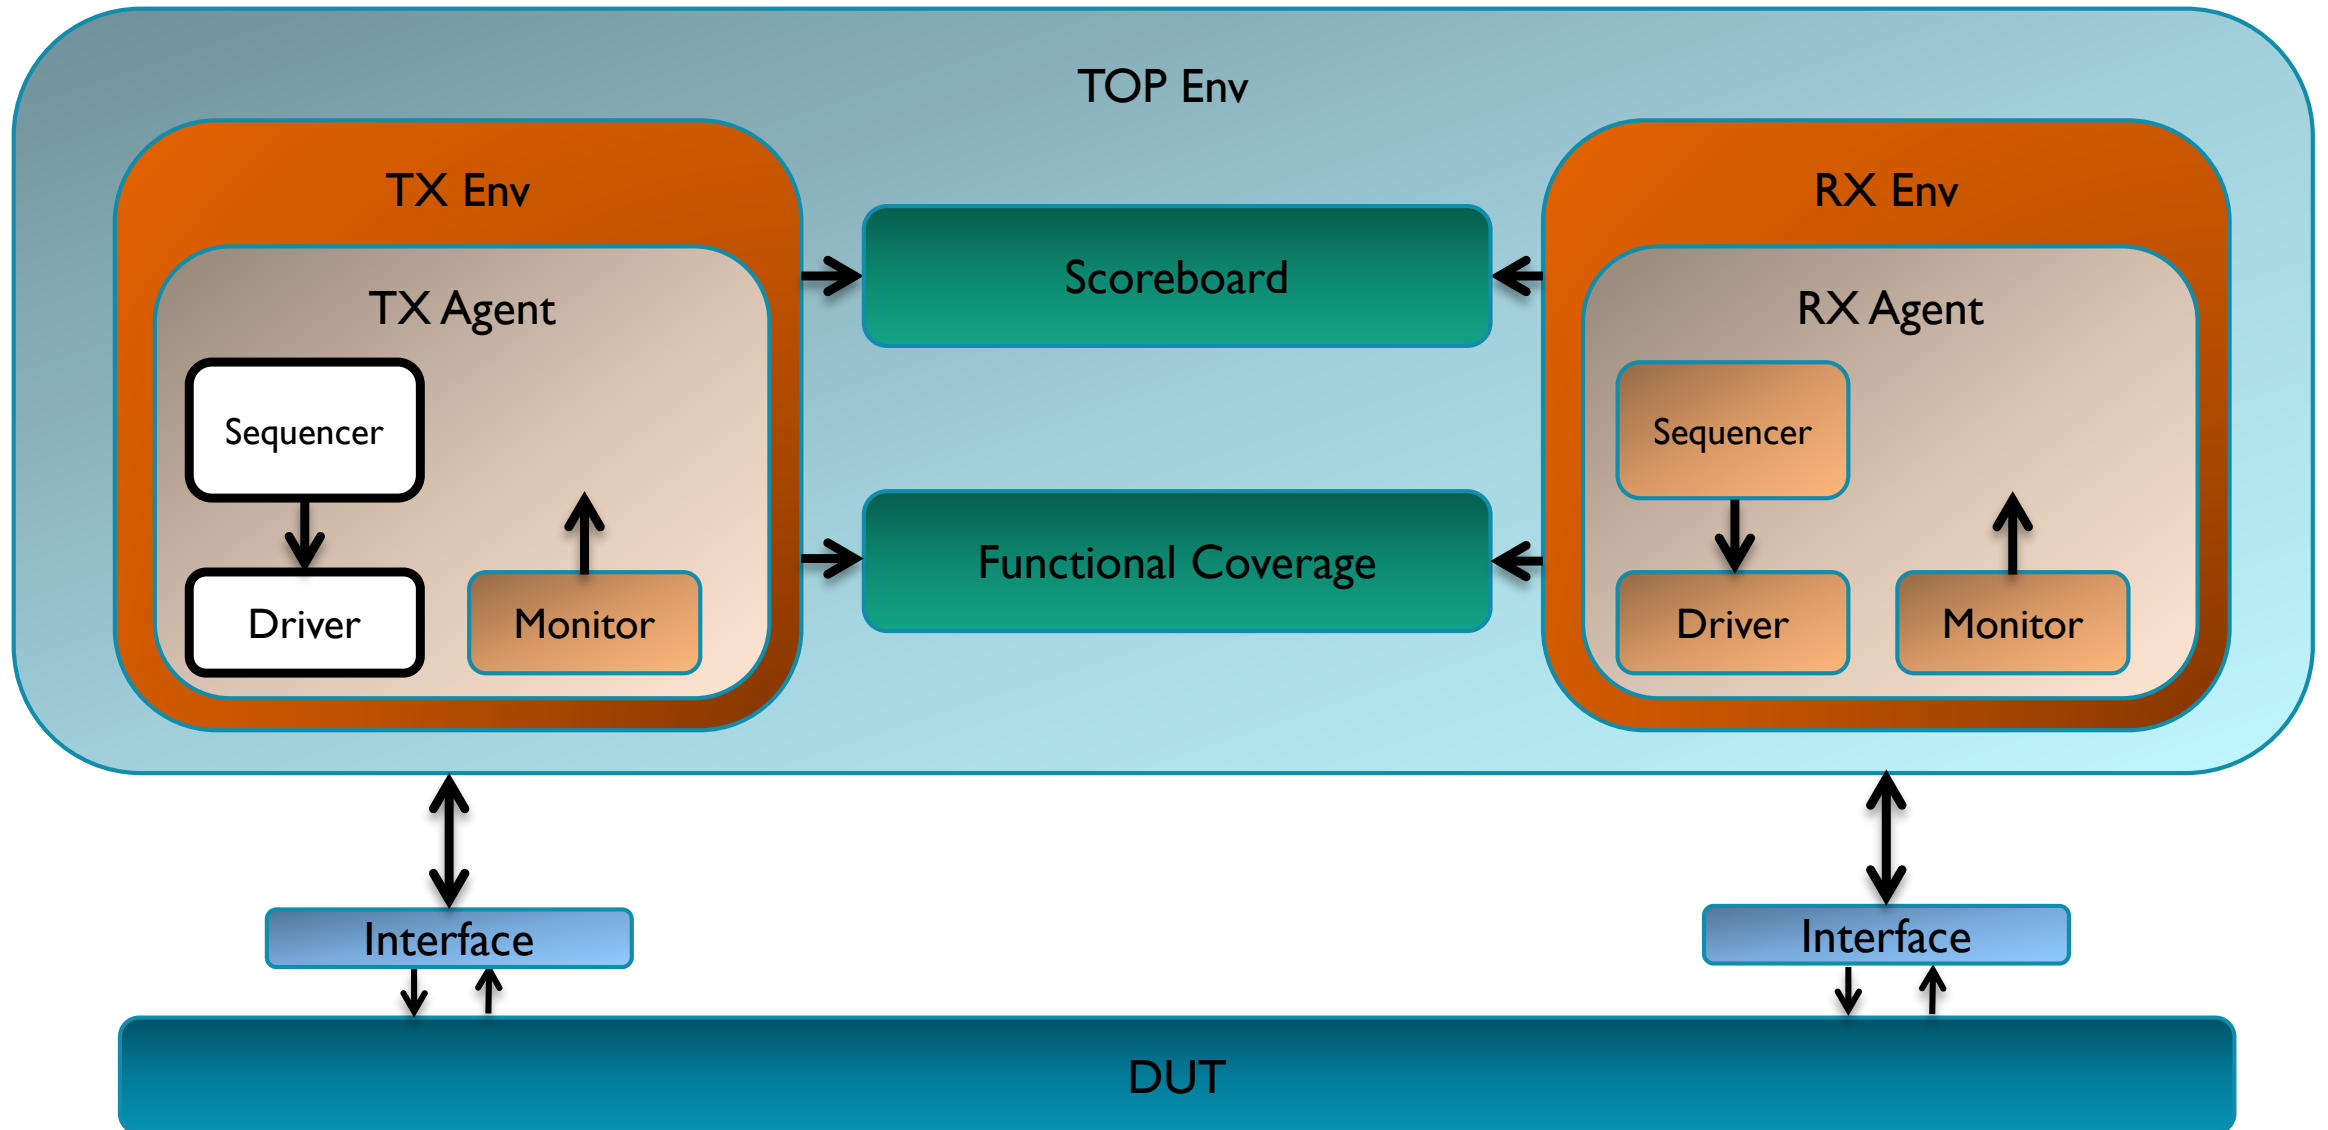 TOP Env
TX Env
RX Env
Scoreboard
TX Agent
RX Agent
Sequencer
Sequencer
Functional Coverage
Driver
Monitor
Driver
Monitor
Interface
Interface
DUT